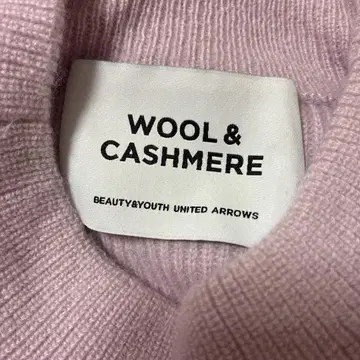 WOOL &
CASHMERE
BEAUTY&YOUTH UNITED ARROWS